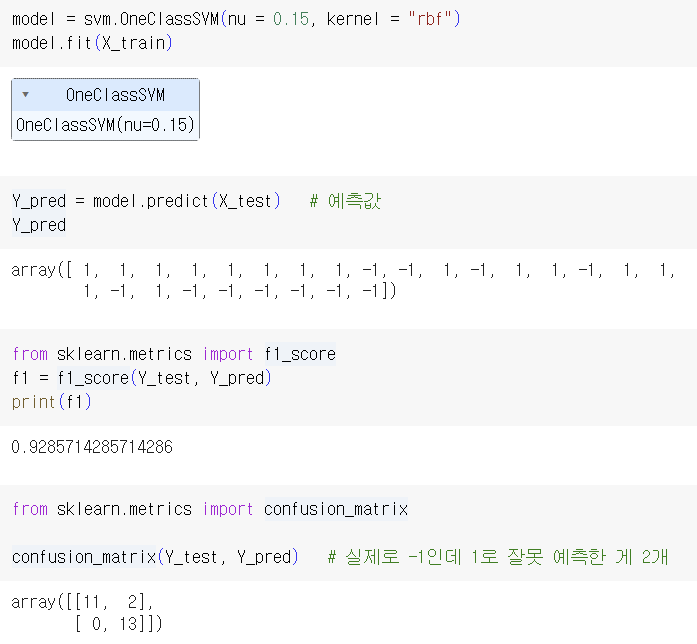 model = svm.OneClassSVM(nu = 0.15, kernel = "rbf")
model.fit(X_train)
▾ OneClassSVM
OneClassSVM(nu=0.15)
Y_pred = model.predict(X_test)   # 예측값
Y_pred
array([ 1,  1,  1,  1,  1,  1,  1,  1, -1, -1,  1, -1,  1,  1, -1,  1,  1,
        1, -1,  1, -1, -1, -1, -1, -1, -1])
from sklearn.metrics import f1_score
f1 = f1_score(Y_test, Y_pred)
print(f1)
0.9285714285714286
from sklearn.metrics import confusion_matrix
confusion_matrix(Y_test, Y_pred)   # 실제로 -1인데 1로 잘못 예측한 게 2개
array([[11,  2],
       [ 0, 13]])